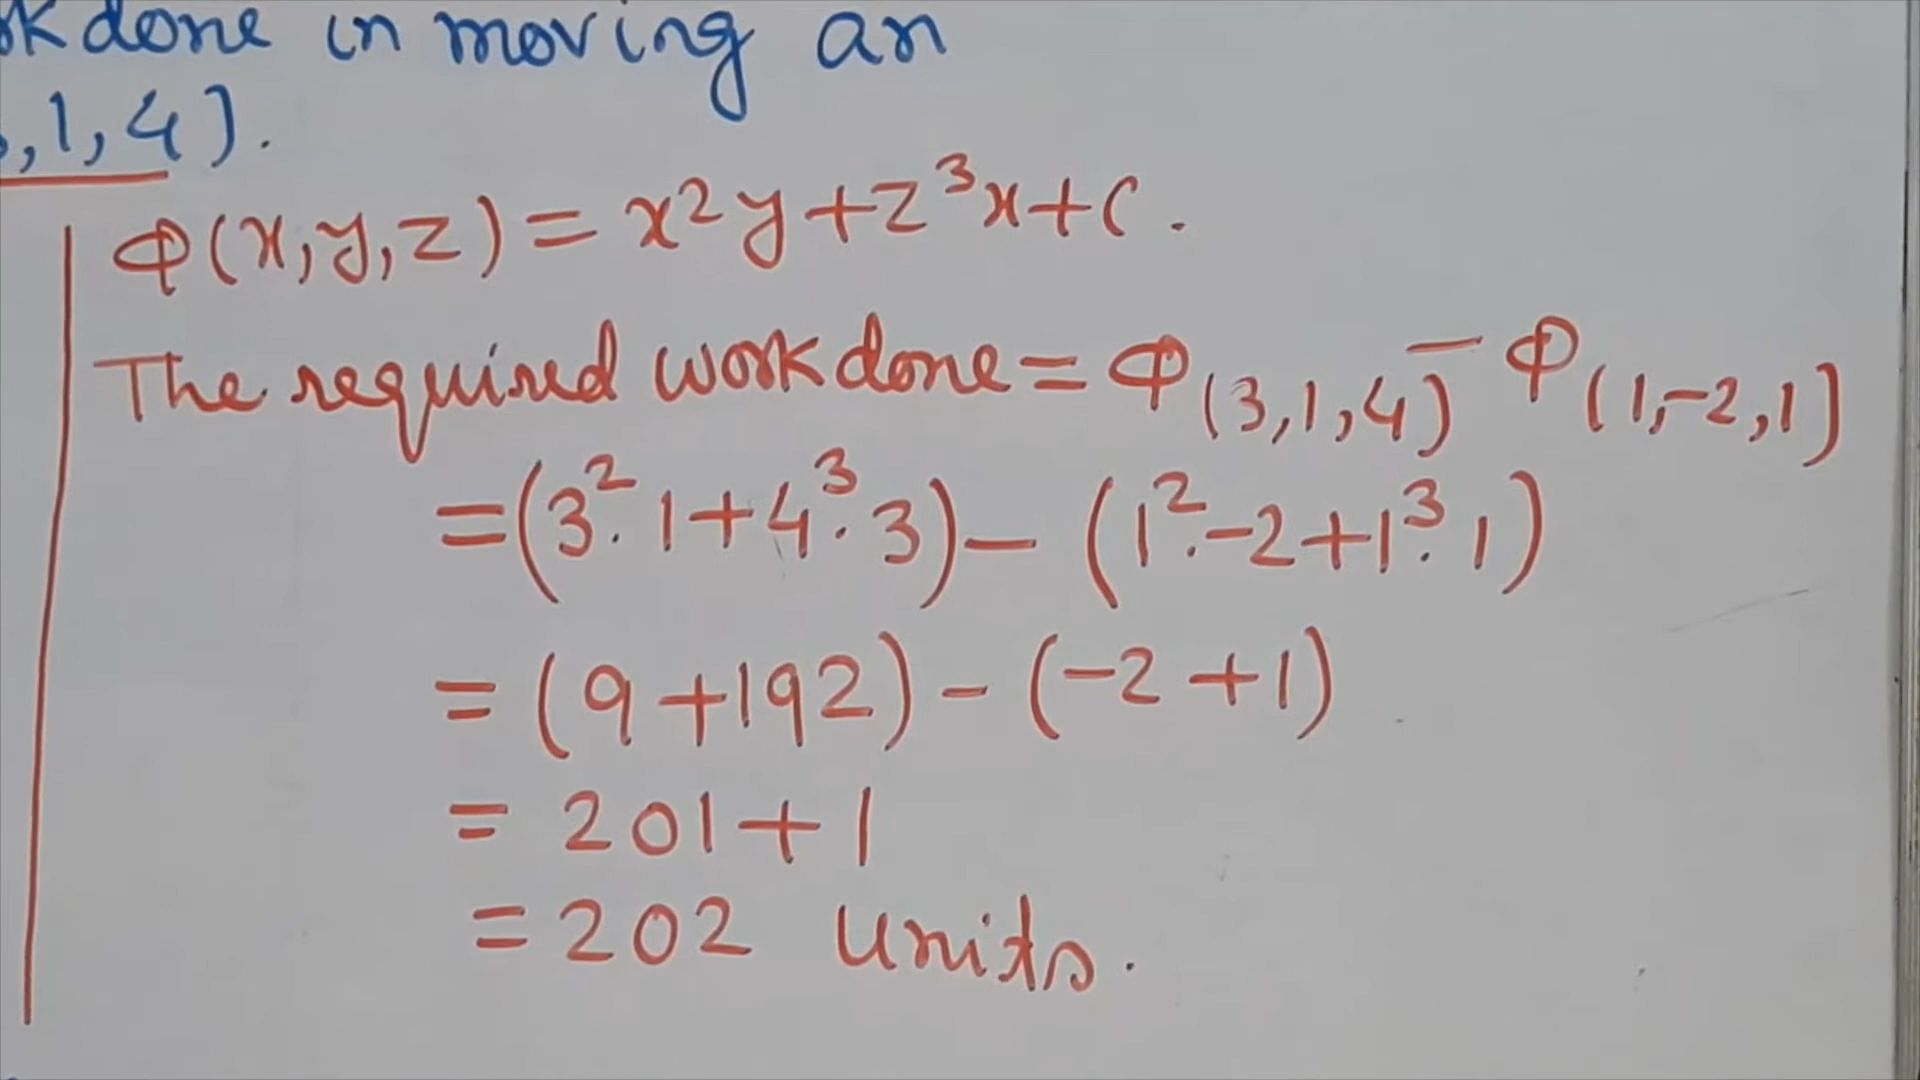 done in moving an
,1,4).
Φ(x,y,z) = x²y+z³x+c.
The required work done = Φ(3,1,4) - Φ(1,-2,1)
=(3².1+4³.3)-(1².-2+1³.1)
= (9+192)-(-2+1)
= 201+1
= 202 units.